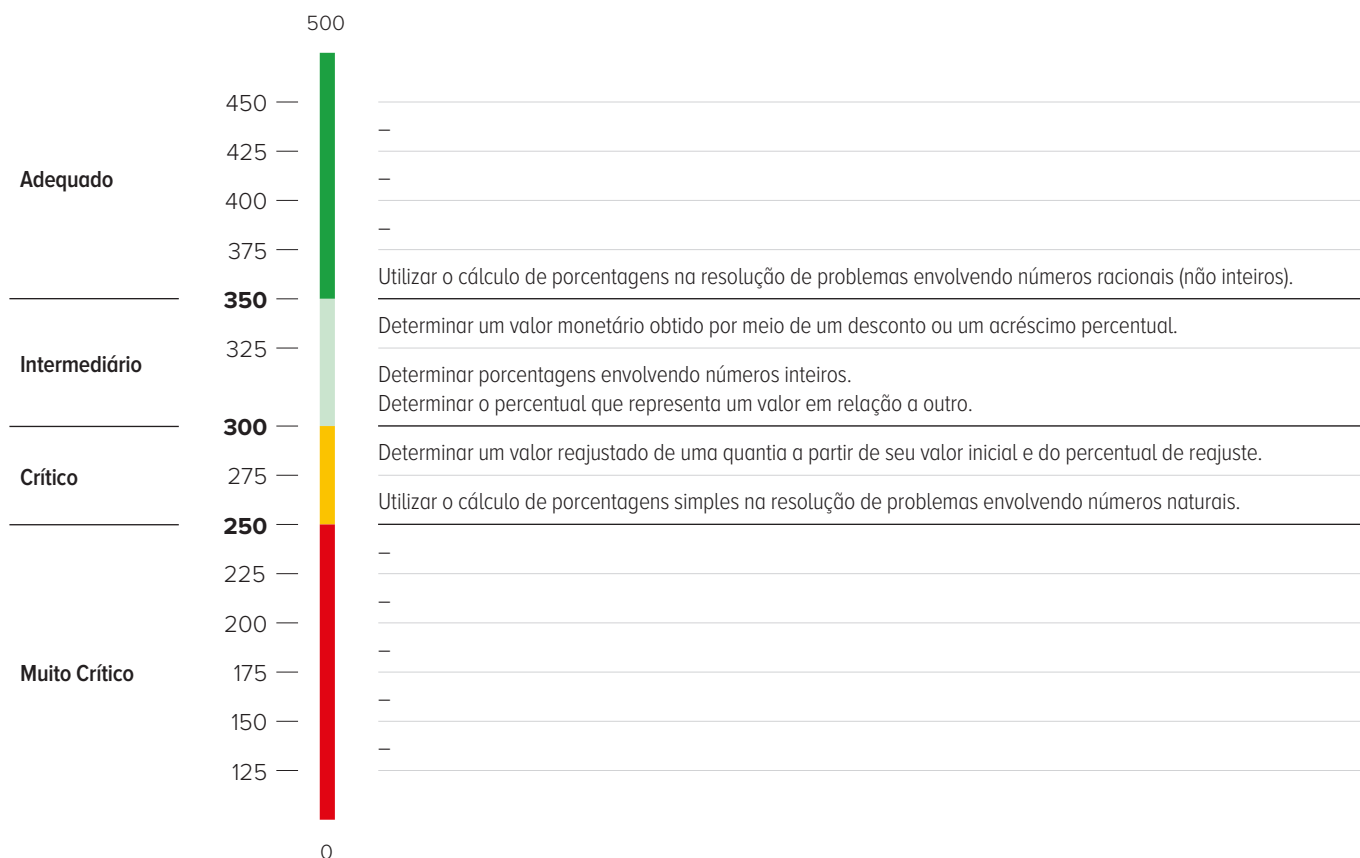 500
450
–
425
Adequado
–
400
–
375
Utilizar o cálculo de porcentagens na resolução de problemas envolvendo números racionais (não inteiros).
350
Determinar um valor monetário obtido por meio de um desconto ou um acréscimo percentual.
325
Intermediário
Determinar porcentagens envolvendo números inteiros.
Determinar o percentual que representa um valor em relação a outro.
300
Determinar um valor reajustado de uma quantia a partir de seu valor inicial e do percentual de reajuste.
Crítico
275
Utilizar o cálculo de porcentagens simples na resolução de problemas envolvendo números naturais.
250
–
225
–
200
–
Muito Crítico
175
–
150
–
125
0